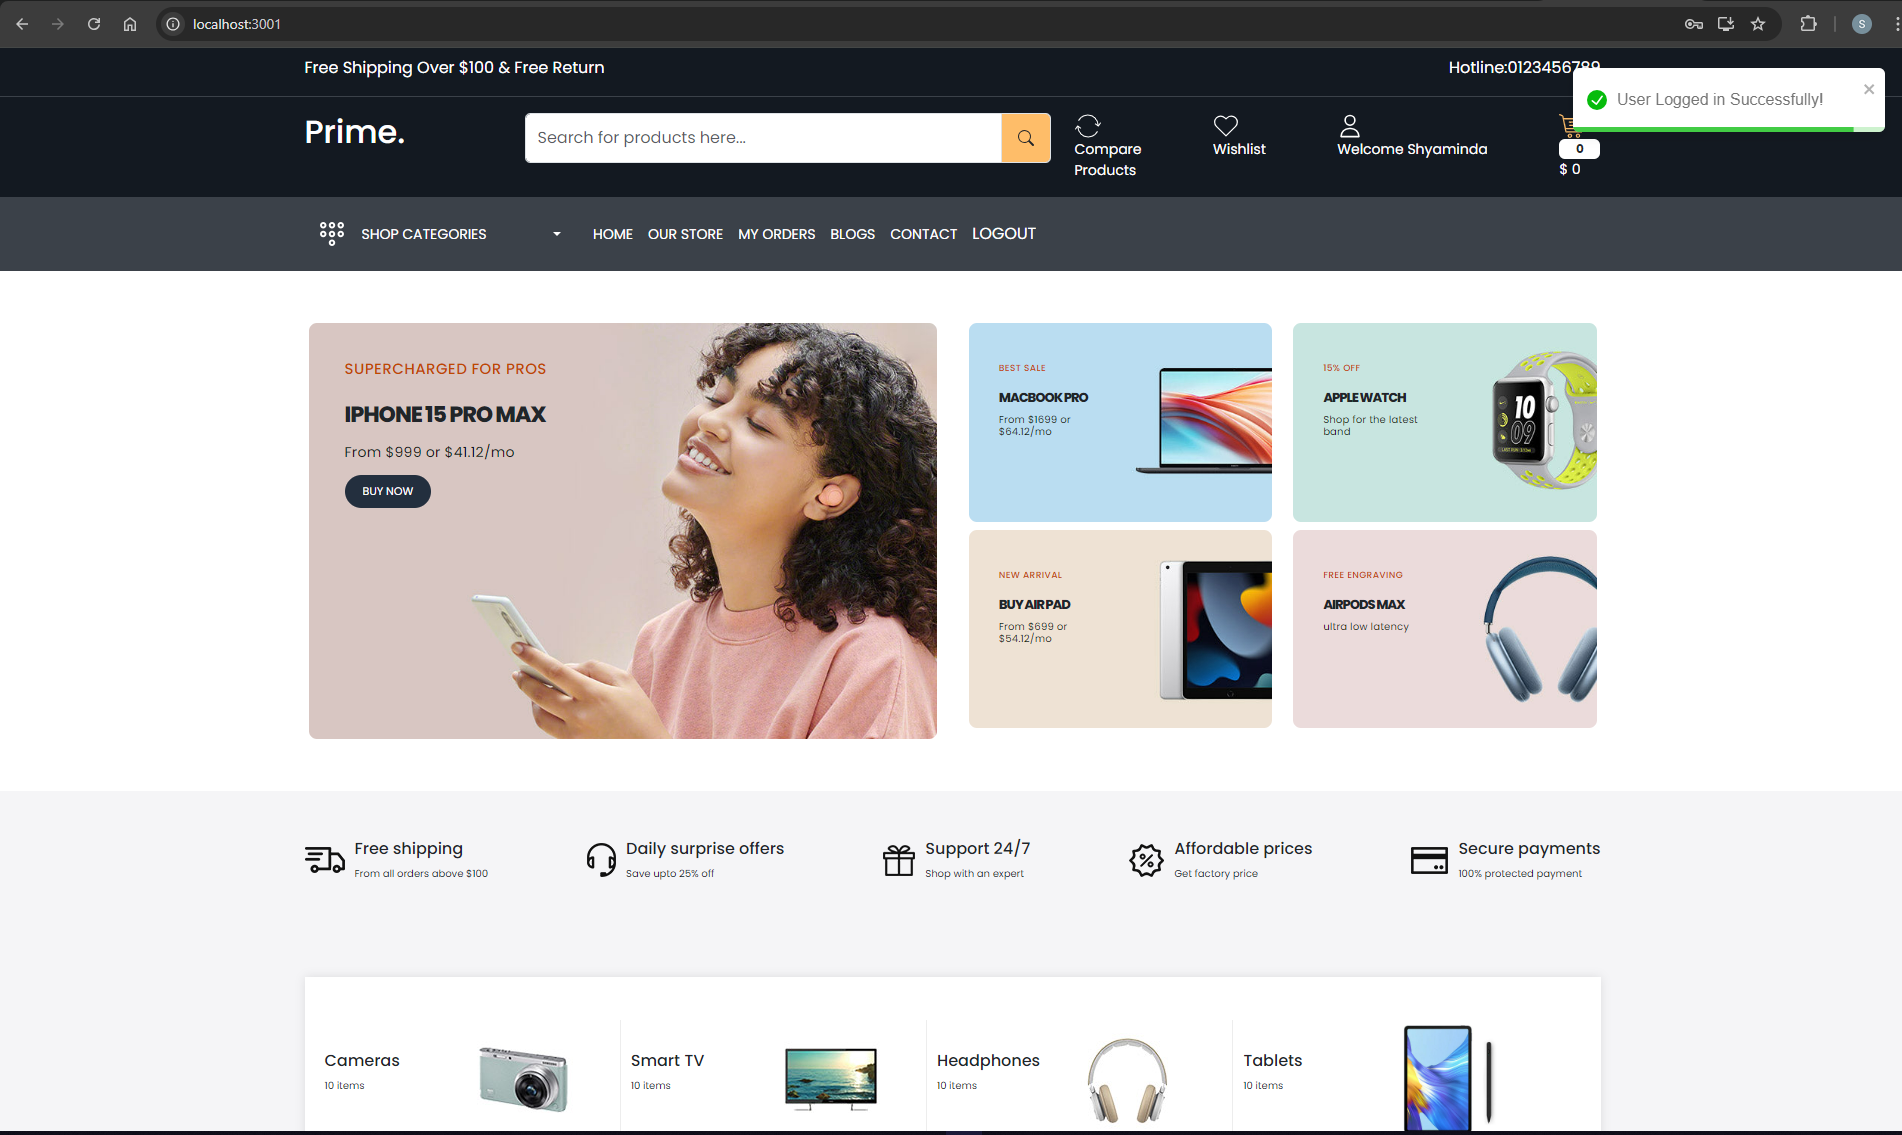 localhost:3001
S
Free Shipping Over $100 & Free Return
Hotline:0123456789
User Logged in Successfully!
Prime.
Search for products here...
Compare
Products
Wishlist
Welcome Shyaminda
0
$ 0
SHOP CATEGORIES
HOME
OUR STORE
MY ORDERS
BLOGS
CONTACT
LOGOUT
SUPERCHARGED FOR PROS
IPHONE 15 PRO MAX
From $999 or $41.12/mo
BUY NOW
BEST SALE
MACBOOK PRO
From $1699 or
$64.12/mo
15% OFF
APPLE WATCH
Shop for the latest
band
10
09
NEW ARRIVAL
BUY AIR PAD
From $699 or
$54.12/mo
FREE ENGRAVING
AIRPODS MAX
ultra low latency
Free shipping
From all orders above $100
Daily surprise offers
Save upto 25% off
Support 24/7
Shop with an expert
Affordable prices
Get factory price
Secure payments
100% protected payment
Cameras
10 items
Smart TV
10 items
Headphones
10 items
Tablets
10 items